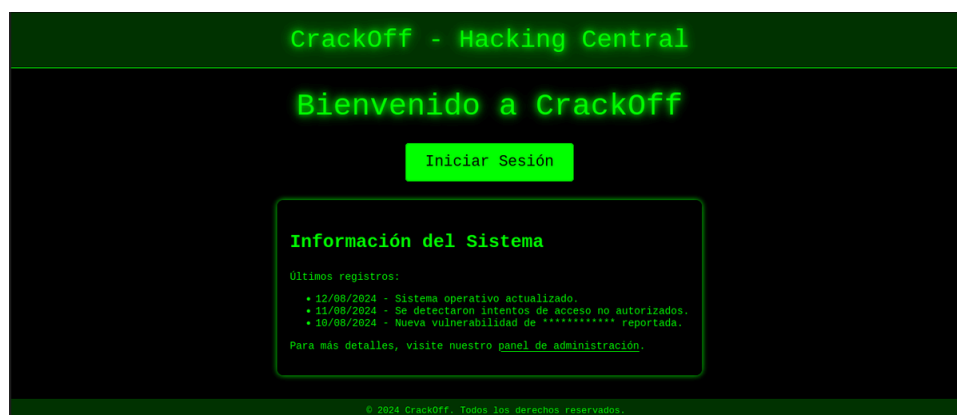 CrackOff - Hacking Central
Bienvenido a CrackOff
Iniciar Sesión
Información del Sistema
Últimos registros:
• 12/08/2024 - Sistema operativo actualizado.
• 11/08/2024 - Se detectaron intentos de acceso no autorizados.
• 10/08/2024 - Nueva vulnerabilidad de ************ reportada.
Para más detalles, visite nuestro panel de administración.
© 2024 CrackOff. Todos los derechos reservados.